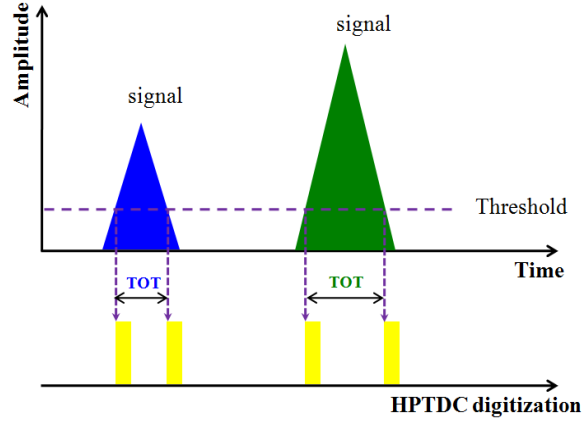 Amplitude
signal
signal
Threshold
Time
TOT
TOT
HPTDC digitization